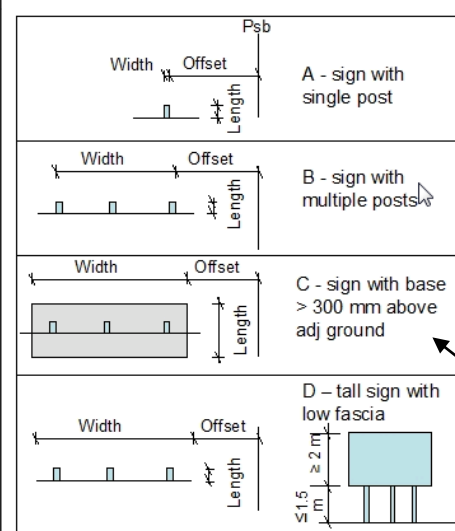 Psb
Width Offset
Length
A - sign with
single post
Width Offset
Length
B - sign with
multiple posts
Width Offset
Length
C - sign with base
> 300 mm above
adj ground
D – tall sign with
low fascia
Width Offset
Length
≥ 2 m
≤1.5
m